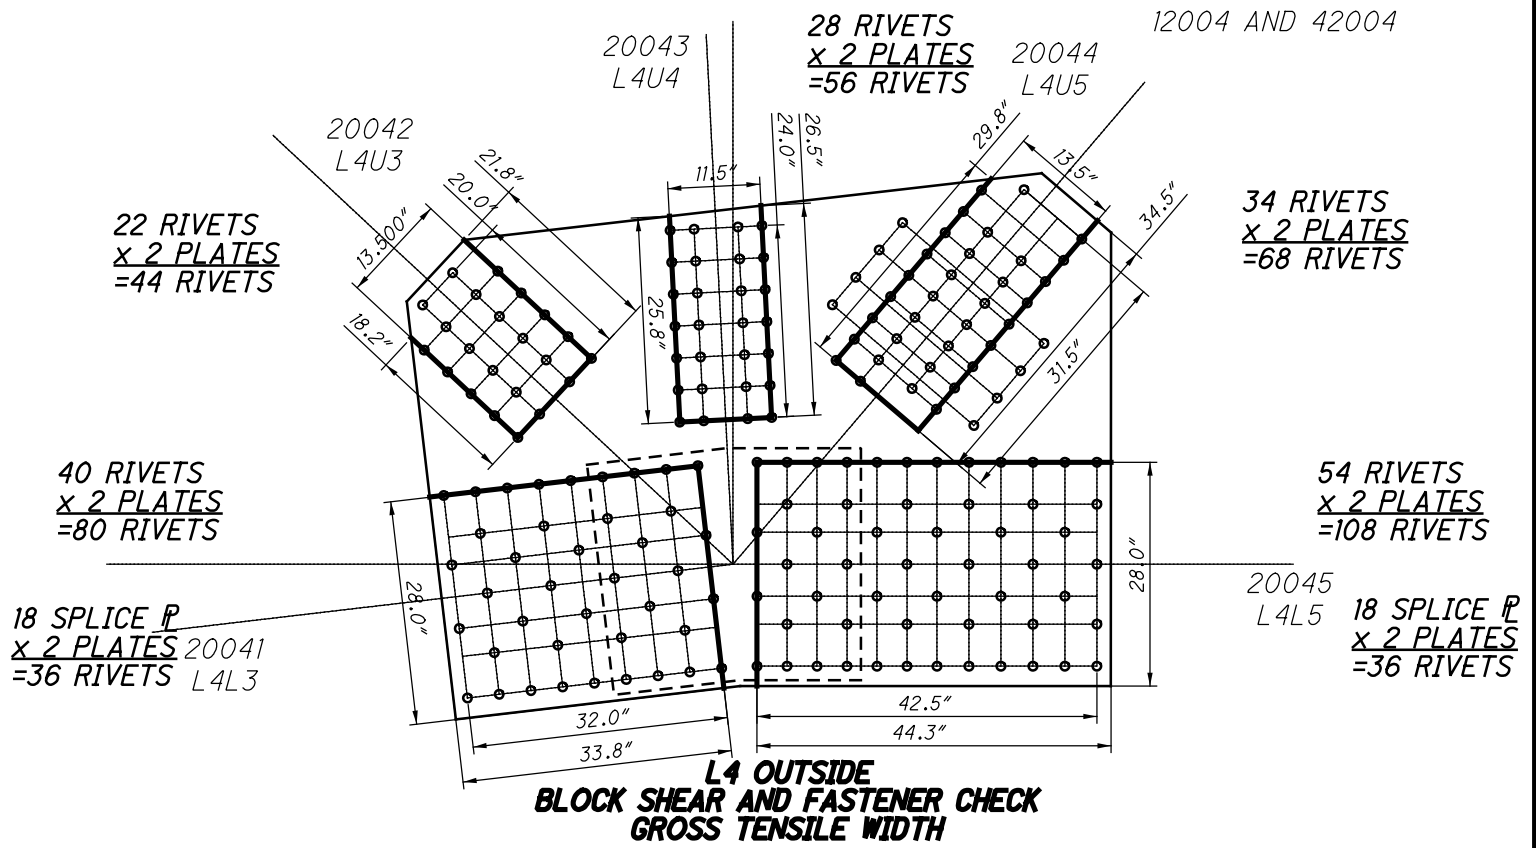 28 RIVETS
x 2 PLATES
=56 RIVETS
12004 AND 42004
20043
L4U4
20044
L4U5
20042
L4U3
22 RIVETS
x 2 PLATES
=44 RIVETS
34 RIVETS
x 2 PLATES
=68 RIVETS
13.500"
20.0"
21.8"
18.2"
11.5"
24.0"
26.5"
25.8"
29.8"
13.5"
34.5"
31.5"
40 RIVETS
x 2 PLATES
=80 RIVETS
54 RIVETS
x 2 PLATES
=108 RIVETS
28.0"
28.0"
18 SPLICE PL
x 2 PLATES
=36 RIVETS
20041
L4L3
20045
L4L5
18 SPLICE PL
x 2 PLATES
=36 RIVETS
32.0"
33.8"
42.5"
44.3"
L4 OUTSIDE
BLOCK SHEAR AND FASTENER CHECK
GROSS TENSILE WIDTH